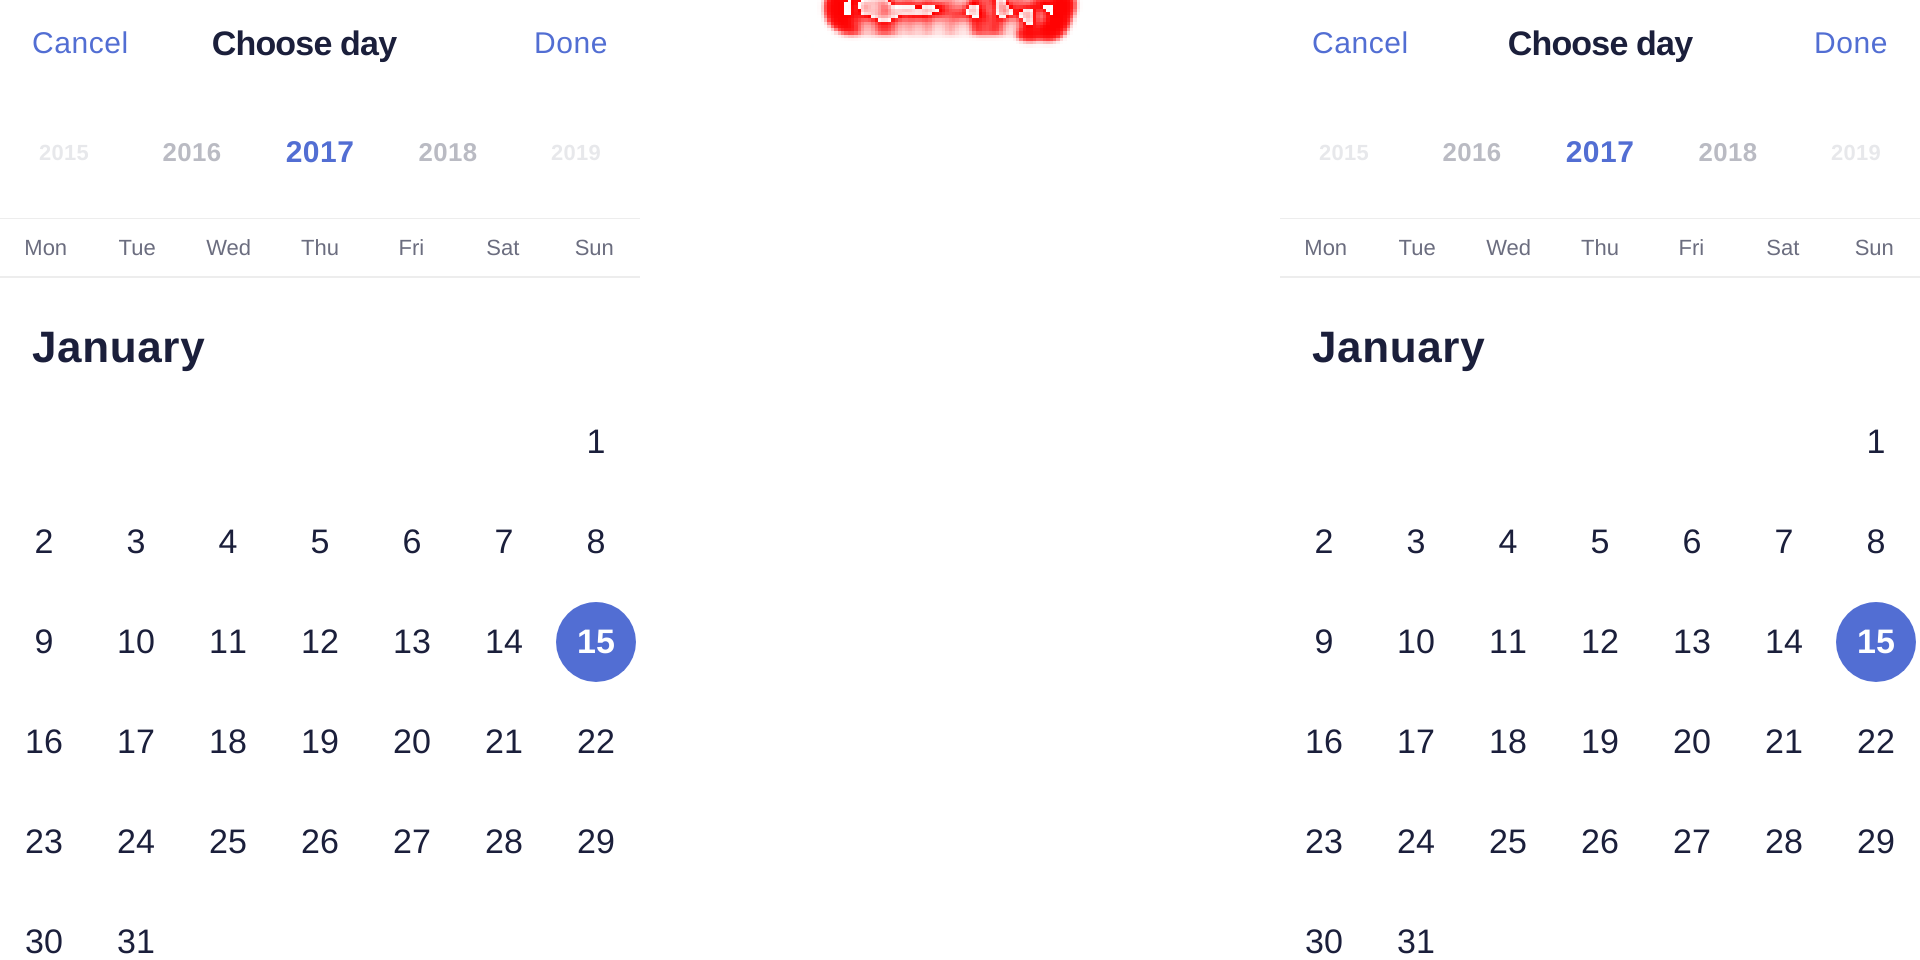 Cancel Choose day Done
2015 2016 2017 2018 2019
Mon Tue Wed Thu Fri Sat Sun
January
1
2 3 4 5 6 7 8
9 10 11 12 13 14 15
16 17 18 19 20 21 22
23 24 25 26 27 28 29
30 31
Cancel Choose day Done
2015 2016 2017 2018 2019
Mon Tue Wed Thu Fri Sat Sun
January
1
2 3 4 5 6 7 8
9 10 11 12 13 14 15
16 17 18 19 20 21 22
23 24 25 26 27 28 29
30 31